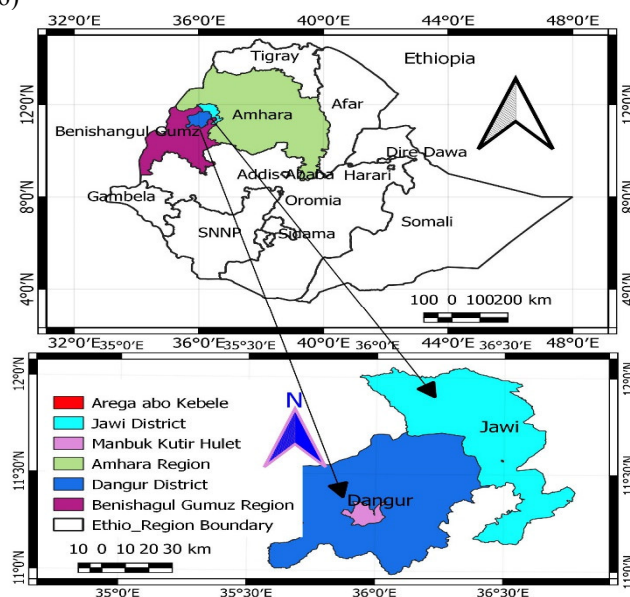 32°0'E 36°0'E 40°0'E 44°0'E 48°0'E
Tigray
Ethiopia
12°0'N
12°0'N
Amhara
Afar
Benishangul Gumz
Dire Dawa
Addis Ababa
Harari
8°0'N
8°0'N
Gambela
Oromia
Somali
SNNP
Sidama
4°0'N
4°0'N
100 0 100 200 km
32°0'E 36°0'E 40°0'E 44°0'E 48°0'E
35°0'E 35°30'E 36°0'E 36°30'E
12°0'N
12°0'N
Arega abo Kebele
Jawi District
Manbuk Kutir Hulet
Amhara Region
Dangur District
Benishagul Gumuz Region
Ethio_Region Boundary
N
Jawi
11°30'N
11°30'N
Dangur
10 0 10 20 30 km
11°0'N
11°0'N
35°0'E 35°30'E 36°0'E 36°30'E